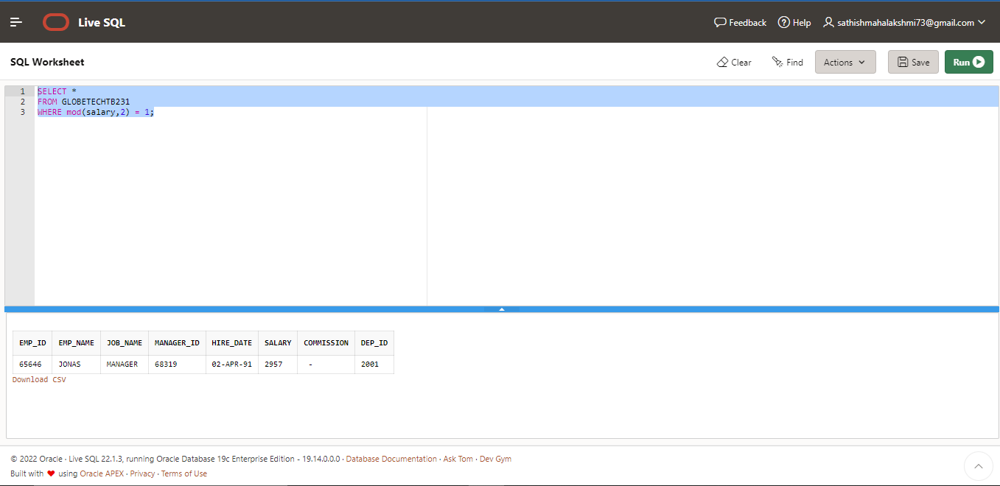 Live SQL Feedback Help sathishmahalakshmi73@gmail.com
SQL Worksheet Clear Find Actions Save Run
1 SELECT *
2 FROM GLOBETECHTB231
3 WHERE mod(salary,2) = 1;
EMP_ID EMP_NAME JOB_NAME MANAGER_ID HIRE_DATE SALARY COMMISSION DEP_ID
65646 JONAS MANAGER 68319 02-APR-91 2957 - 2001
Download CSV
© 2022 Oracle · Live SQL 22.1.3, running Oracle Database 19c Enterprise Edition - 19.14.0.0.0 · Database Documentation · Ask Tom · Dev Gym
Built with ♥ using Oracle APEX · Privacy · Terms of Use